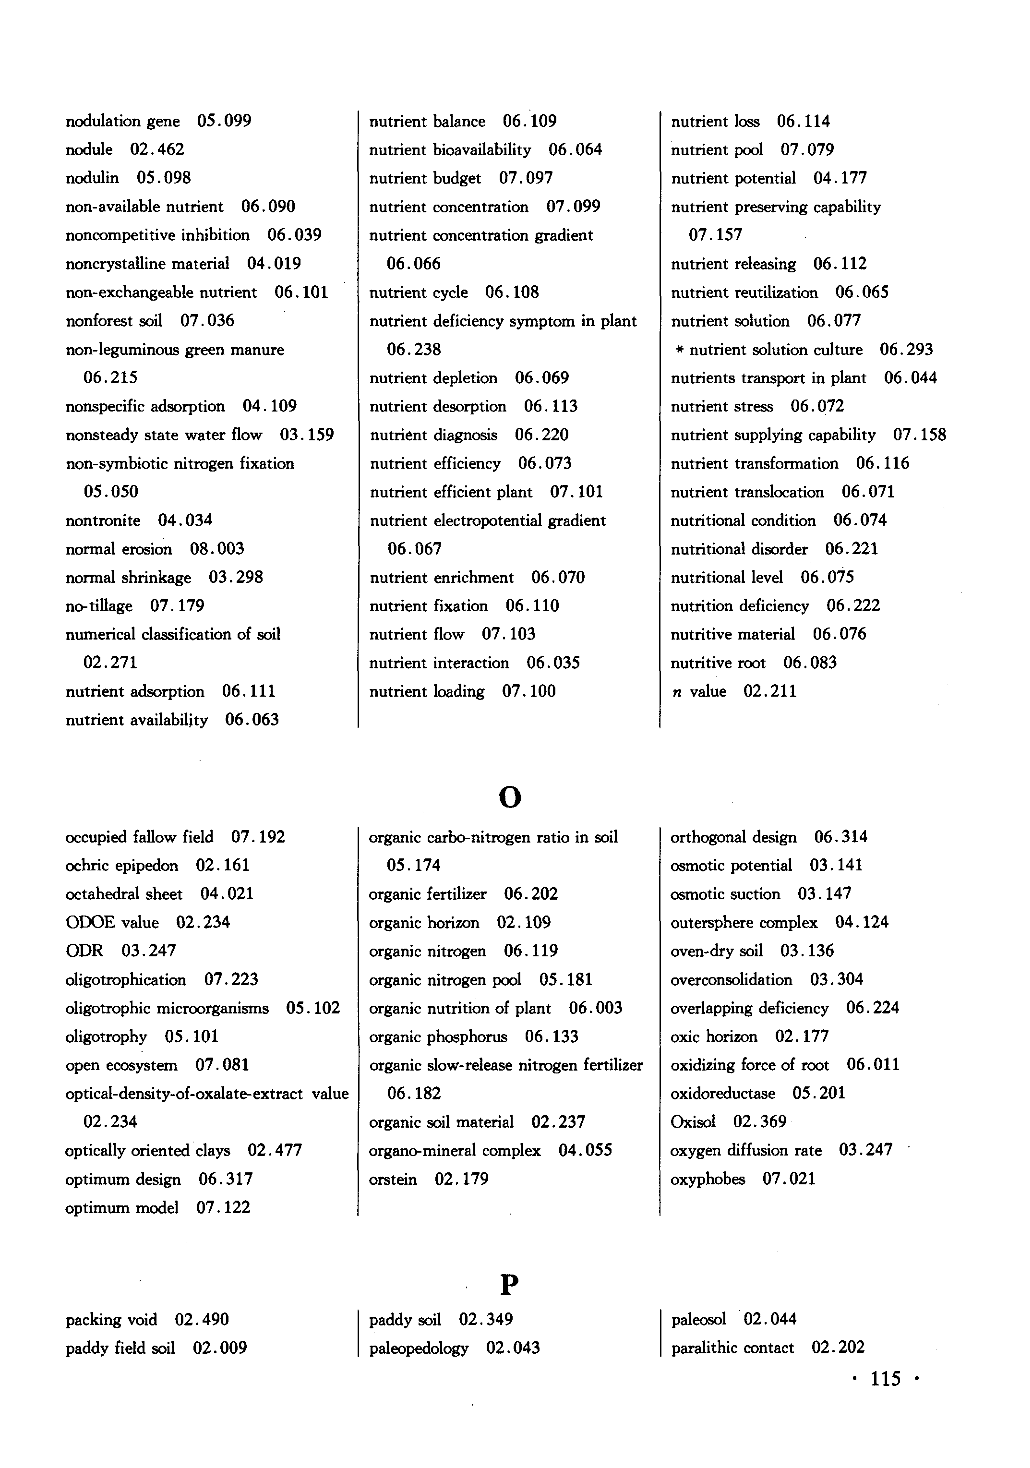 nodulation gene 05.099
nodule 02.462
nodulin 05.098
non-available nutrient 06.090
noncompetitive inhibition 06.039
noncrystalline material 04.019
non-exchangeable nutrient 06.101
nonforest soil 07.036
non-leguminous green manure
06.215
nonspecific adsorption 04.109
nonsteady state water flow 03.159
non-symbiotic nitrogen fixation
05.050
nontronite 04.034
normal erosion 08.003
normal shrinkage 03.298
no-tillage 07.179
numerical classification of soil
02.271
nutrient adsorption 06.111
nutrient availability 06.063
nutrient balance 06.109
nutrient bioavailability 06.064
nutrient budget 07.097
nutrient concentration 07.099
nutrient concentration gradient
06.066
nutrient cycle 06.108
nutrient deficiency symptom in plant
06.238
nutrient depletion 06.069
nutrient desorption 06.113
nutrient diagnosis 06.220
nutrient efficiency 06.073
nutrient efficient plant 07.101
nutrient electropotential gradient
06.067
nutrient enrichment 06.070
nutrient fixation 06.110
nutrient flow 07.103
nutrient interaction 06.035
nutrient loading 07.100
nutrient loss 06.114
nutrient pool 07.079
nutrient potential 04.177
nutrient preserving capability
07.157
nutrient releasing 06.112
nutrient reutilization 06.065
nutrient solution 06.077
* nutrient solution culture 06.293
nutrients transport in plant 06.044
nutrient stress 06.072
nutrient supplying capability 07.158
nutrient transformation 06.116
nutrient translocation 06.071
nutritional condition 06.074
nutritional disorder 06.221
nutritional level 06.075
nutrition deficiency 06.222
nutritive material 06.076
nutritive root 06.083
n value 02.211
O
occupied fallow field 07.192
ochric epipedon 02.161
octahedral sheet 04.021
ODOE value 02.234
ODR 03.247
oligotrophication 07.223
oligotrophic microorganisms 05.102
oligotrophy 05.101
open ecosystem 07.081
optical-density-of-oxalate-extract value
02.234
optically oriented clays 02.477
optimum design 06.317
optimum model 07.122
organic carbo-nitrogen ratio in soil
05.174
organic fertilizer 06.202
organic horizon 02.109
organic nitrogen 06.119
organic nitrogen pool 05.181
organic nutrition of plant 06.003
organic phosphorus 06.133
organic slow-release nitrogen fertilizer
06.182
organic soil material 02.237
organo-mineral complex 04.055
orstein 02.179
orthogonal design 06.314
osmotic potential 03.141
osmotic suction 03.147
outersphere complex 04.124
oven-dry soil 03.136
overconsolidation 03.304
overlapping deficiency 06.224
oxic horizon 02.177
oxidizing force of root 06.011
oxidoreductase 05.201
Oxisol 02.369
oxygen diffusion rate 03.247
oxyphobes 07.021
P
packing void 02.490
paddy field soil 02.009
paddy soil 02.349
paleopedology 02.043
paleosol 02.044
paralithic contact 02.202
· 115 ·